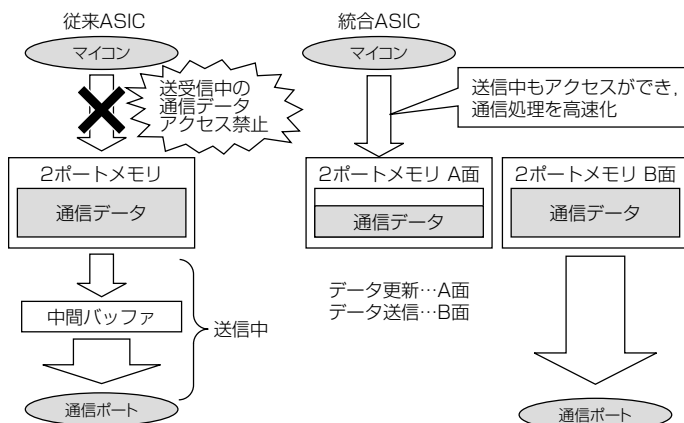 従来ASIC
マイコン
送受信中の
通信データ
アクセス禁止
2ポートメモリ
通信データ
中間バッファ
送信中
通信ポート
統合ASIC
マイコン
送信中もアクセスができ,
通信処理を高速化
2ポートメモリ A面
通信データ
2ポートメモリ B面
通信データ
データ更新…A面
データ送信…B面
通信ポート